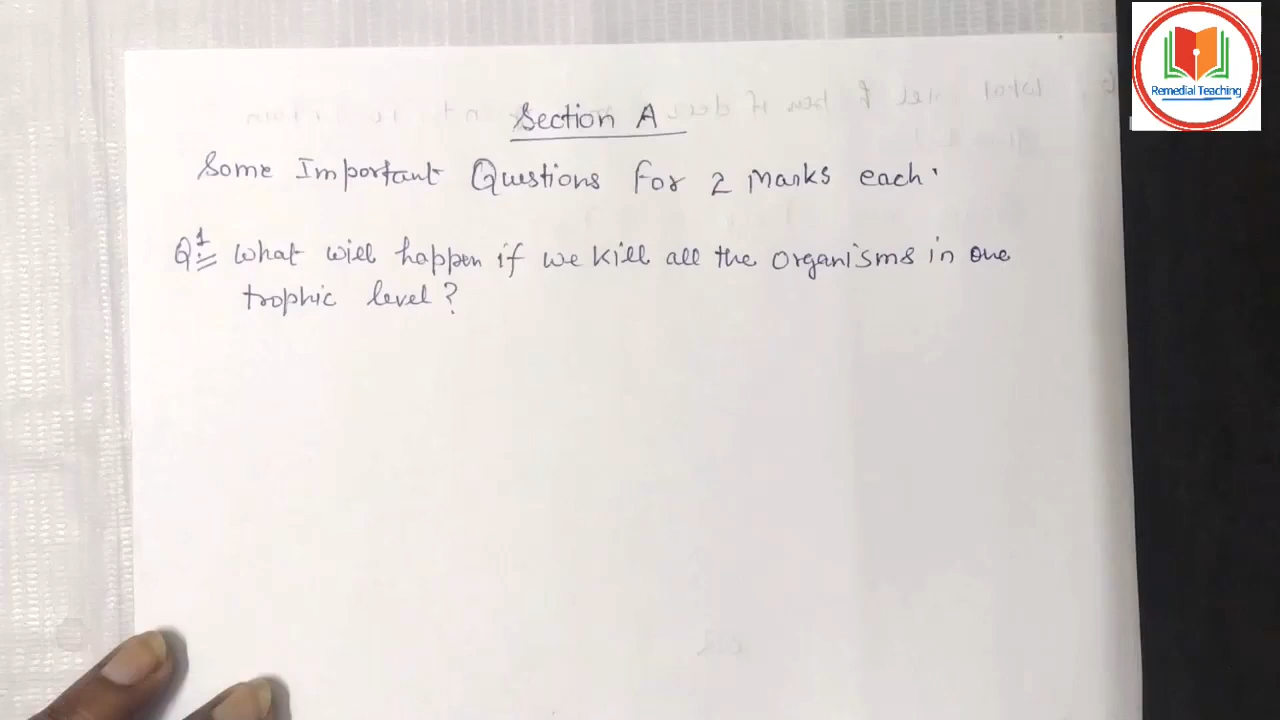 Remedial Teaching
Section A
Some Important Questions for 2 Marks each.
Q.1 What will happen if we kill all the organisms in one
trophic level?